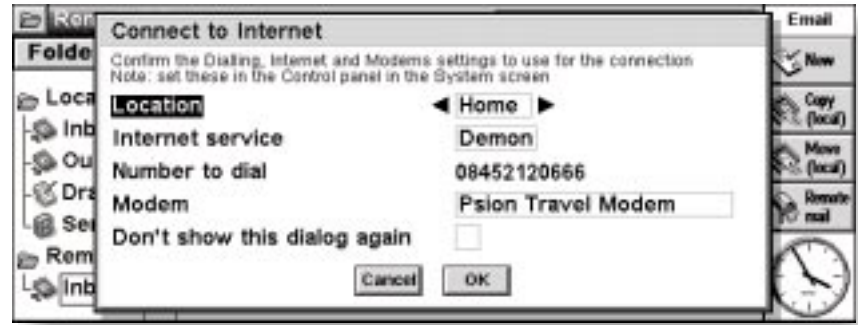 Ren
Email
Connect to Internet
Folde
Confirm the Dialling, Internet and Modems settings to use for the connection
Note: set these in the Control panel in the System screen
New
Loca
Location
Home
Copy
(local)
Inb
Internet service
Demon
Ou
Number to dial
08452120666
Move
(local)
Dra
Modem
Psion Travel Modem
Remote
mail
Sen
Don't show this dialog again
Rem
Cancel
OK
Inb